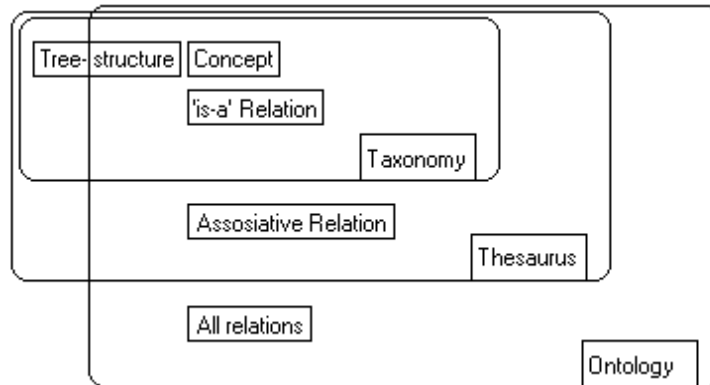 Tree-structure Concept
'is-a' Relation
Taxonomy
Assosiative Relation
Thesaurus
All relations
Ontology